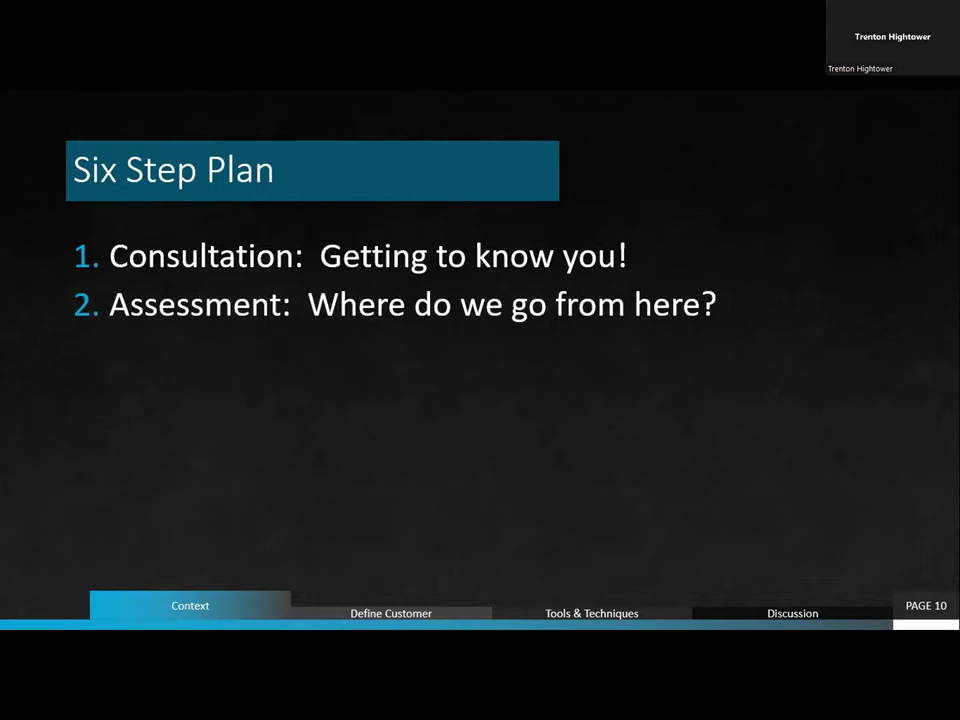 Trenton Hightower
Trenton Hightower
Six Step Plan
1. Consultation:  Getting to know you!
2. Assessment:  Where do we go from here?
Context
Define Customer
Tools & Techniques
Discussion
PAGE 10